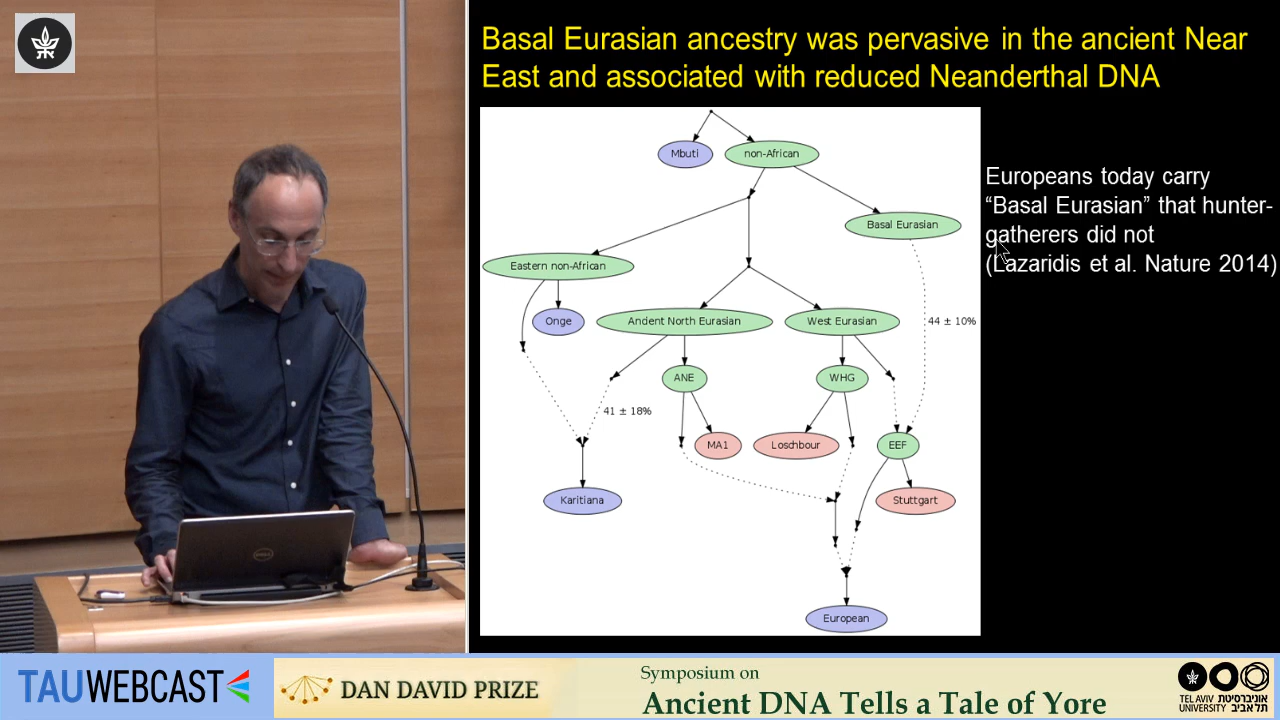 Basal Eurasian ancestry was pervasive in the ancient Near
East and associated with reduced Neanderthal DNA
Mbuti
non-African
Basal Eurasian
Eastern non-African
Onge
Ancient North Eurasian
West Eurasian
44 ± 10%
ANE
WHG
41 ± 18%
MA1
Loschbour
EEF
Karitiana
Stuttgart
European
Europeans today carry
“Basal Eurasian” that hunter-
gatherers did not
(Lazaridis et al. Nature 2014)
DELL
TAUWEBCAST
DAN DAVID PRIZE
Symposium on
Ancient DNA Tells a Tale of Yore
TEL AVIV אוניברסיטת
UNIVERSITY תל אביב